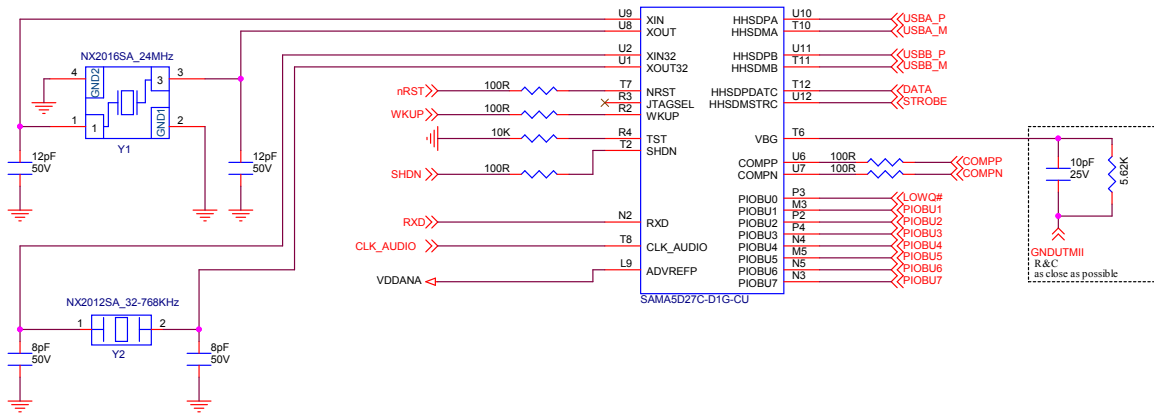 U9 XIN HHSDPA U10 USBA_P
U8 XOUT HHSDMA T10 USBA_M
U2 XIN32 HHSDPB U11 USBB_P
U1 XOUT32 HHSDMB T11 USBB_M
NX2016SA_24MHz
4 GND2 3 3
1 1 GND1 2
Y1
12pF
50V
12pF
50V
nRST 100R T7 NRST HHSDPDATC T12 DATA
R3 JTAGSEL HHSDMSTRC U12 STROBE
WKUP 100R R2 WKUP
10K R4 TST VBG T6
T2 SHDN
SHDN 100R
COMPP U6 100R COMPP
COMPN U7 100R COMPN
10pF
25V
5.62K
PIOBU0 P3 LOWQ#
PIOBU1 M3 PIOBU1
PIOBU2 P2 PIOBU2
PIOBU3 P4 PIOBU3
PIOBU4 N4 PIOBU4
PIOBU5 M5 PIOBU5
PIOBU6 N5 PIOBU6
PIOBU7 N3 PIOBU7
RXD N2 RXD
CLK_AUDIO T8 CLK_AUDIO
VDDANA L9 ADVREFP
SAMA5D27C-D1G-CU
GNDUTMII
R&C
as close as possible
NX2012SA_32-768KHz
1 2
Y2
8pF
50V
8pF
50V